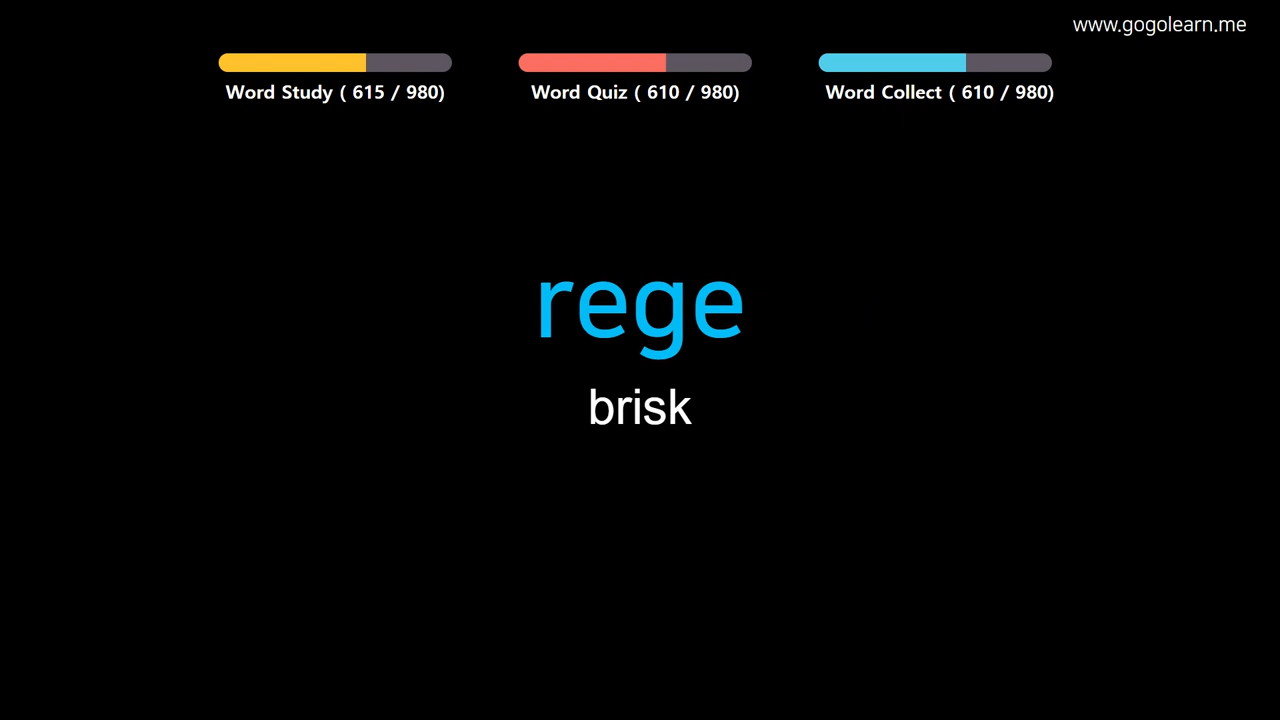 www.gogolearn.me
Word Study ( 615 / 980)
Word Quiz ( 610 / 980)
Word Collect ( 610 / 980)
rege
brisk